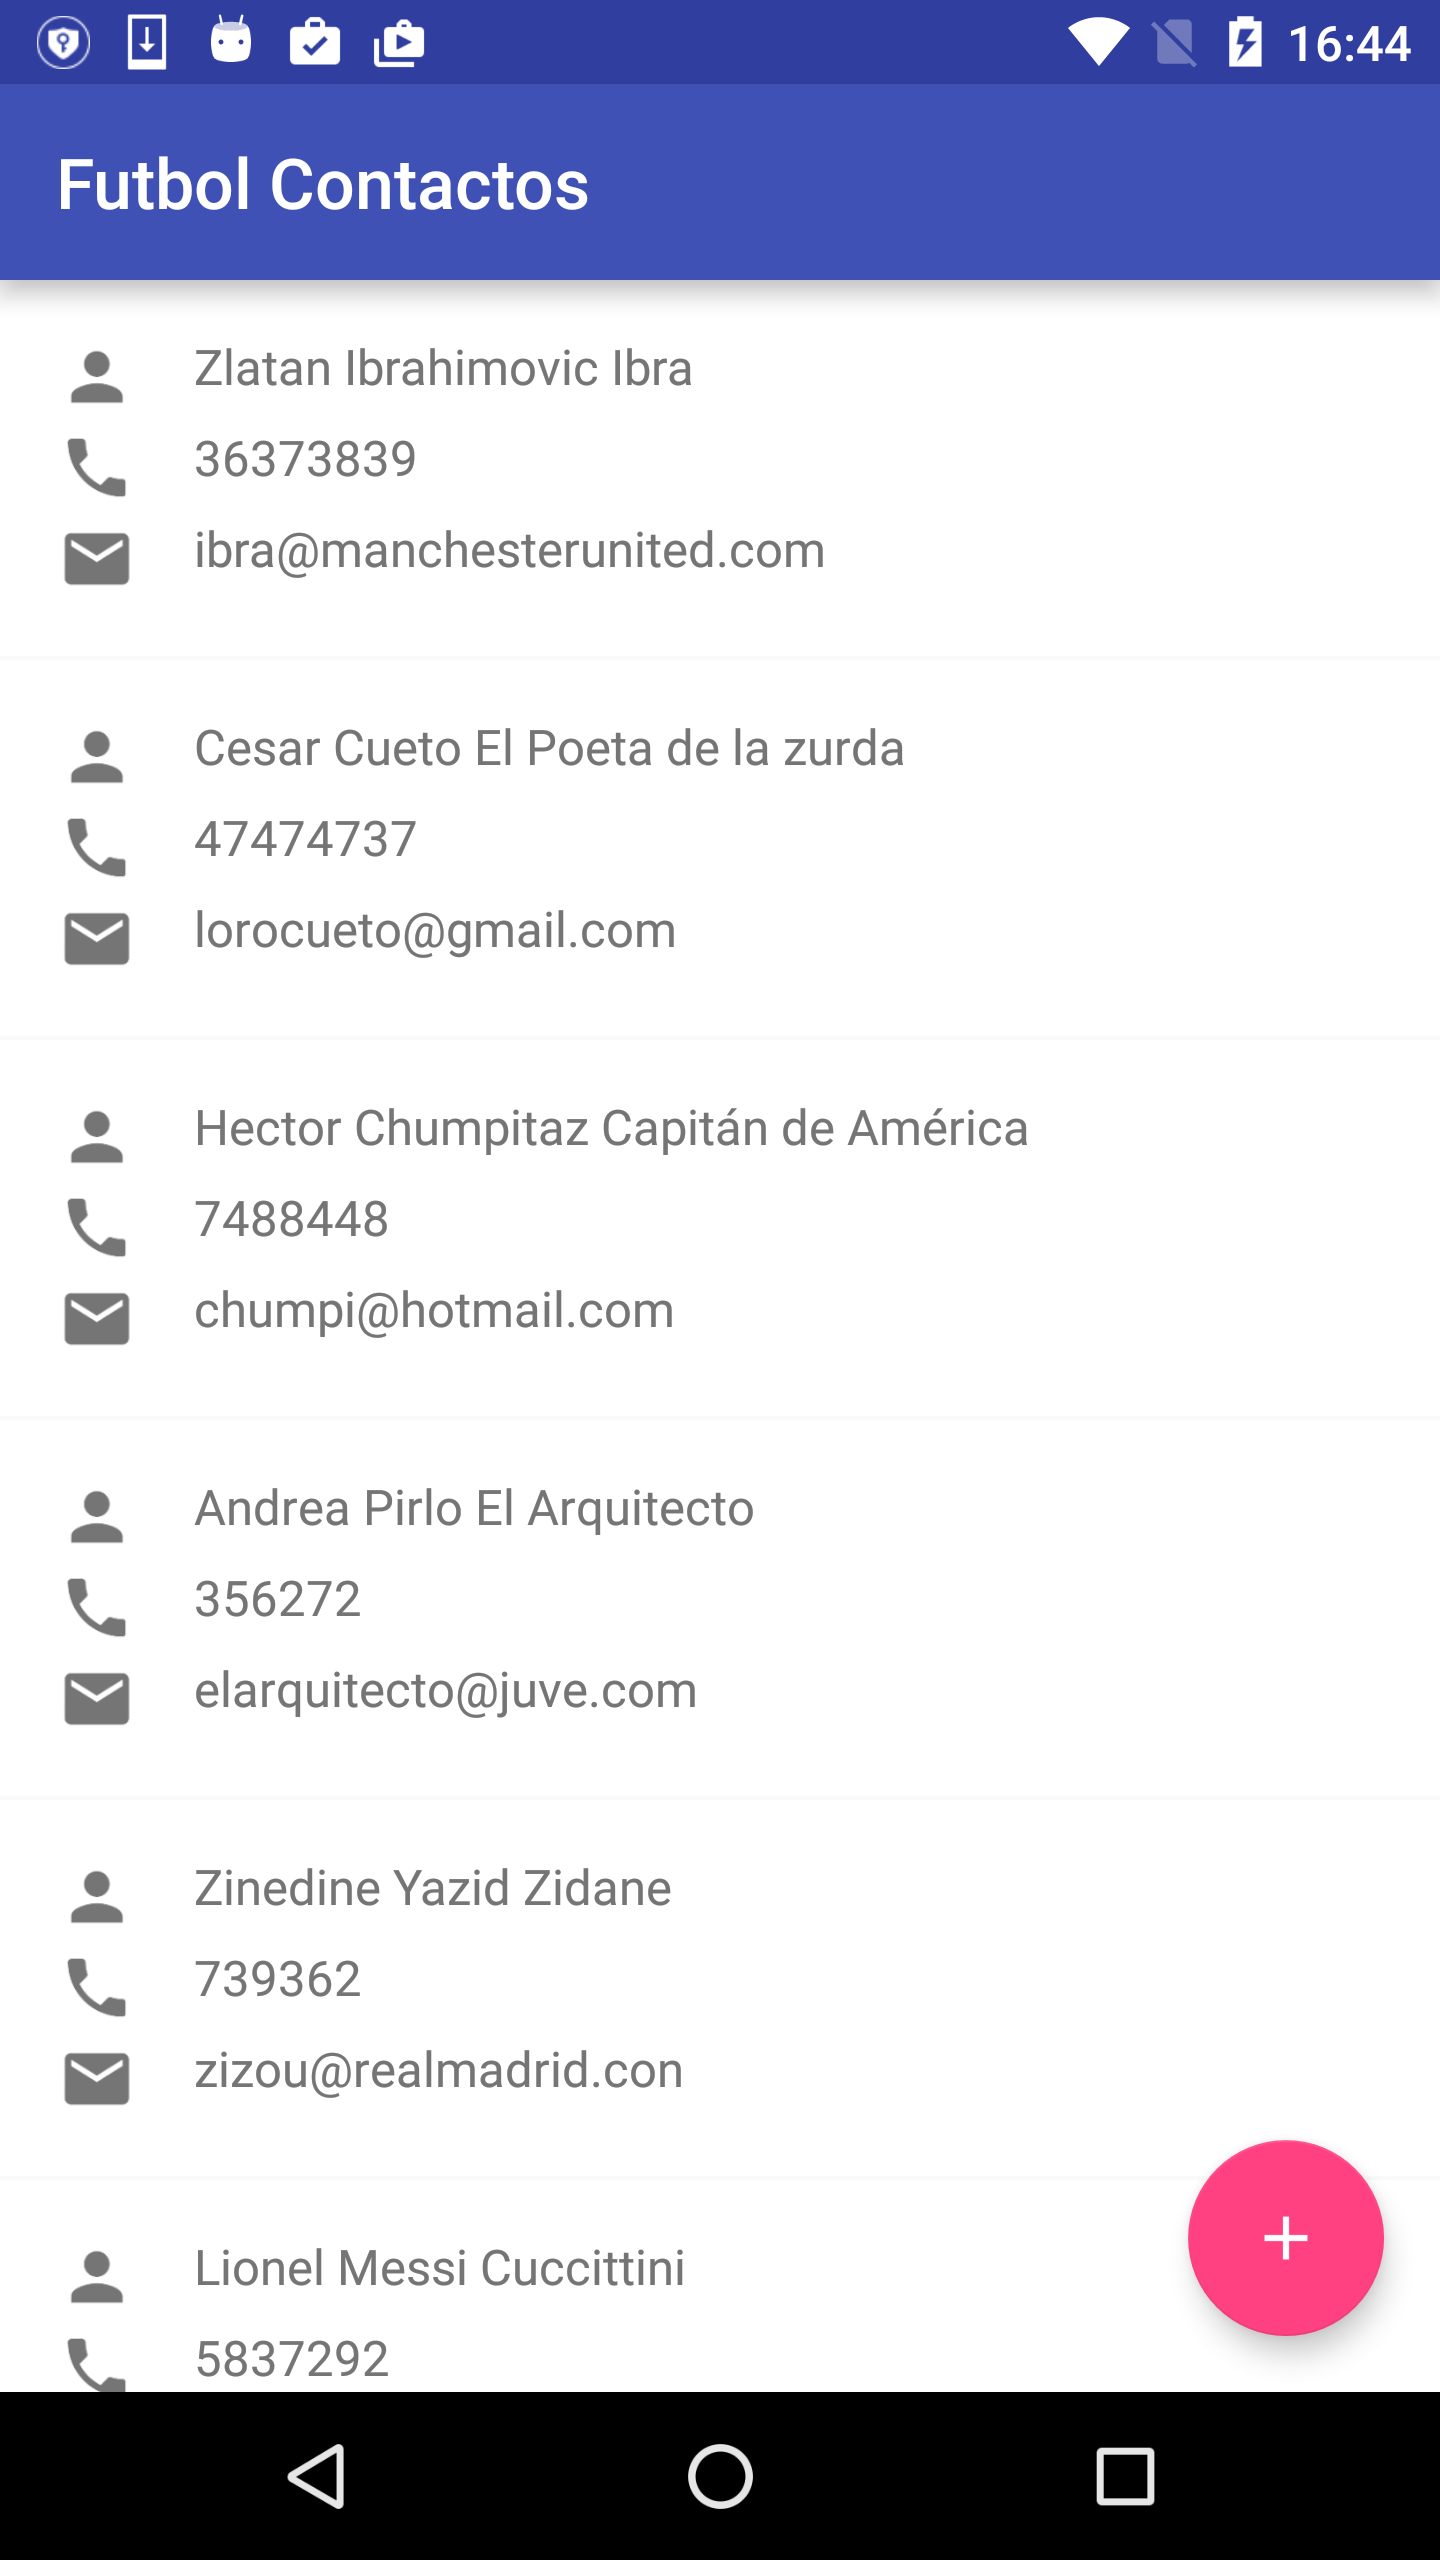 16:44
Futbol Contactos
Zlatan Ibrahimovic Ibra
36373839
ibra@manchesterunited.com
Cesar Cueto El Poeta de la zurda
47474737
lorocueto@gmail.com
Hector Chumpitaz Capitán de América
7488448
chumpi@hotmail.com
Andrea Pirlo El Arquitecto
356272
elarquitecto@juve.com
Zinedine Yazid Zidane
739362
zizou@realmadrid.con
Lionel Messi Cuccittini
5837292